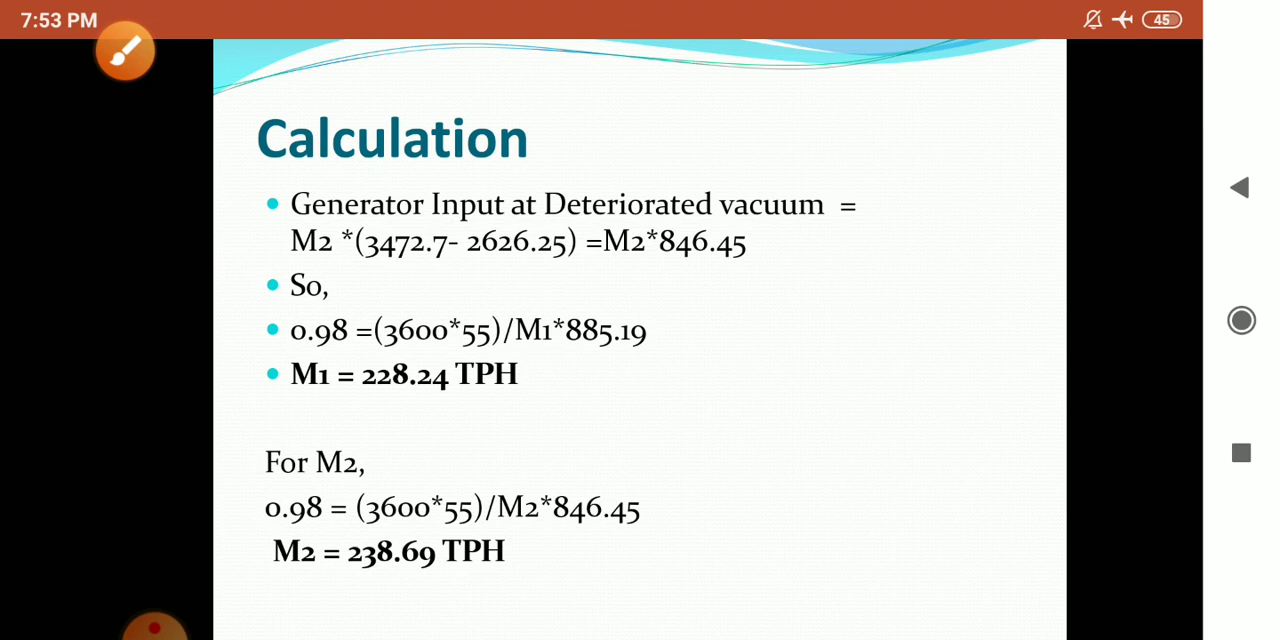 7:53 PM
45
Calculation
Generator Input at Deteriorated vacuum =
M2 *(3472.7- 2626.25) =M2*846.45
So,
0.98 =(3600*55)/M1*885.19
M1 = 228.24 TPH
For M2,
0.98 = (3600*55)/M2*846.45
M2 = 238.69 TPH